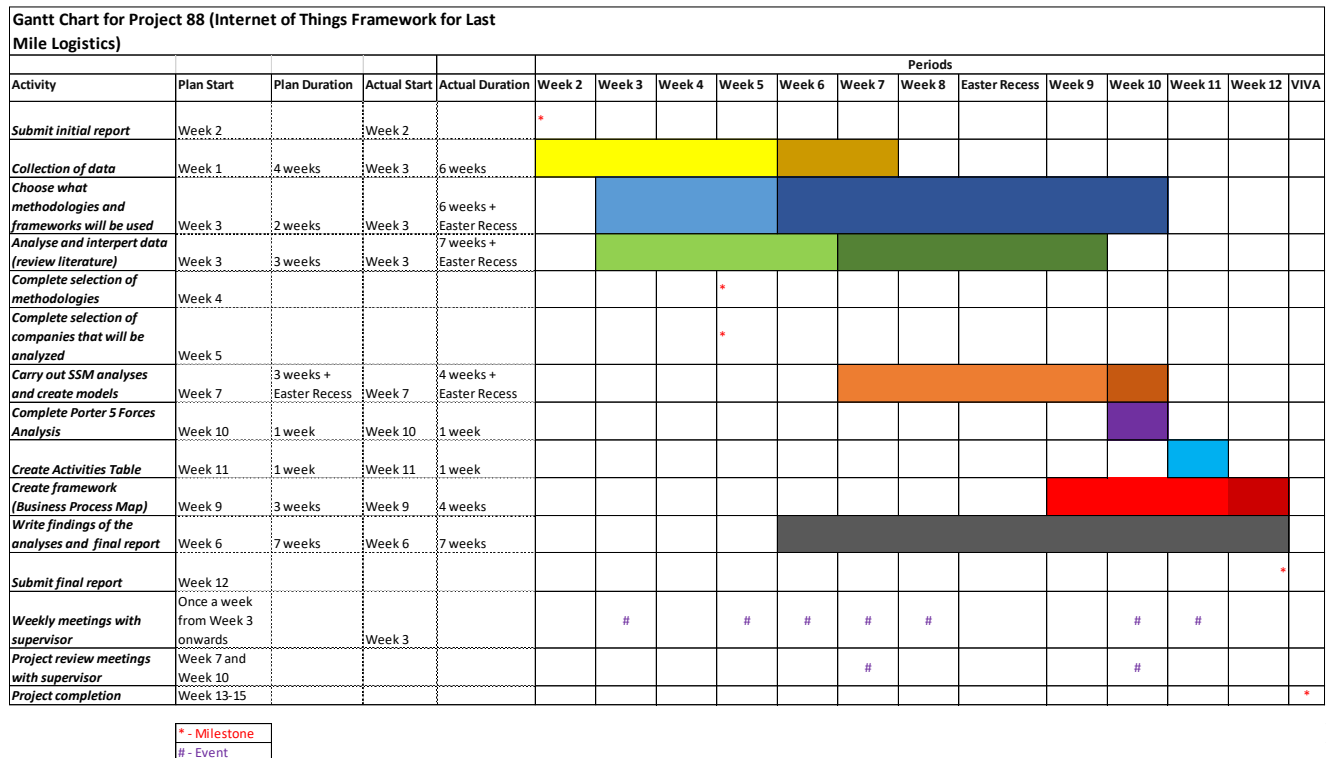 Gantt Chart for Project 88 (Internet of Things Framework for Last
Mile Logistics)
Periods
Activity Plan Start Plan Duration Actual Start Actual Duration Week 2 Week 3 Week 4 Week 5 Week 6 Week 7 Week 8 Easter Recess Week 9 Week 10 Week 11 Week 12 VIVA
*
Submit initial report Week 2 Week 2
Collection of data Week 1 4 weeks Week 3 6 weeks
Choose what
methodologies and 6 weeks +
frameworks will be used Week 3 2 weeks Week 3 Easter Recess
Analyse and interpert data 7 weeks +
(review literature) Week 3 3 weeks Week 3 Easter Recess
Complete selection of *
methodologies Week 4
Complete selection of
companies that will be *
analyzed Week 5
Carry out SSM analyses 3 weeks + 4 weeks +
and create models Week 7 Easter Recess Week 7 Easter Recess
Complete Porter 5 Forces
Analysis Week 10 1 week Week 10 1 week
Create Activities Table Week 11 1 week Week 11 1 week
Create framework
(Business Process Map) Week 9 3 weeks Week 9 4 weeks
Write findings of the
analyses and final report Week 6 7 weeks Week 6 7 weeks
*
Submit final report Week 12
Once a week
Weekly meetings with from Week 3 # # # # # # #
supervisor onwards Week 3
Project review meetings Week 7 and # #
with supervisor Week 10
Project completion Week 13-15 *
* - Milestone
# - Event